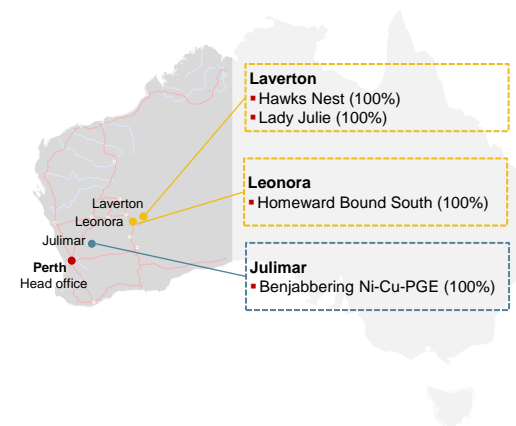 Laverton
▪ Hawks Nest (100%)
▪ Lady Julie (100%)
Leonora
▪ Homeward Bound South (100%)
Julimar
▪ Benjabbering Ni-Cu-PGE (100%)
Laverton
Leonora
Julimar
Perth
Head office